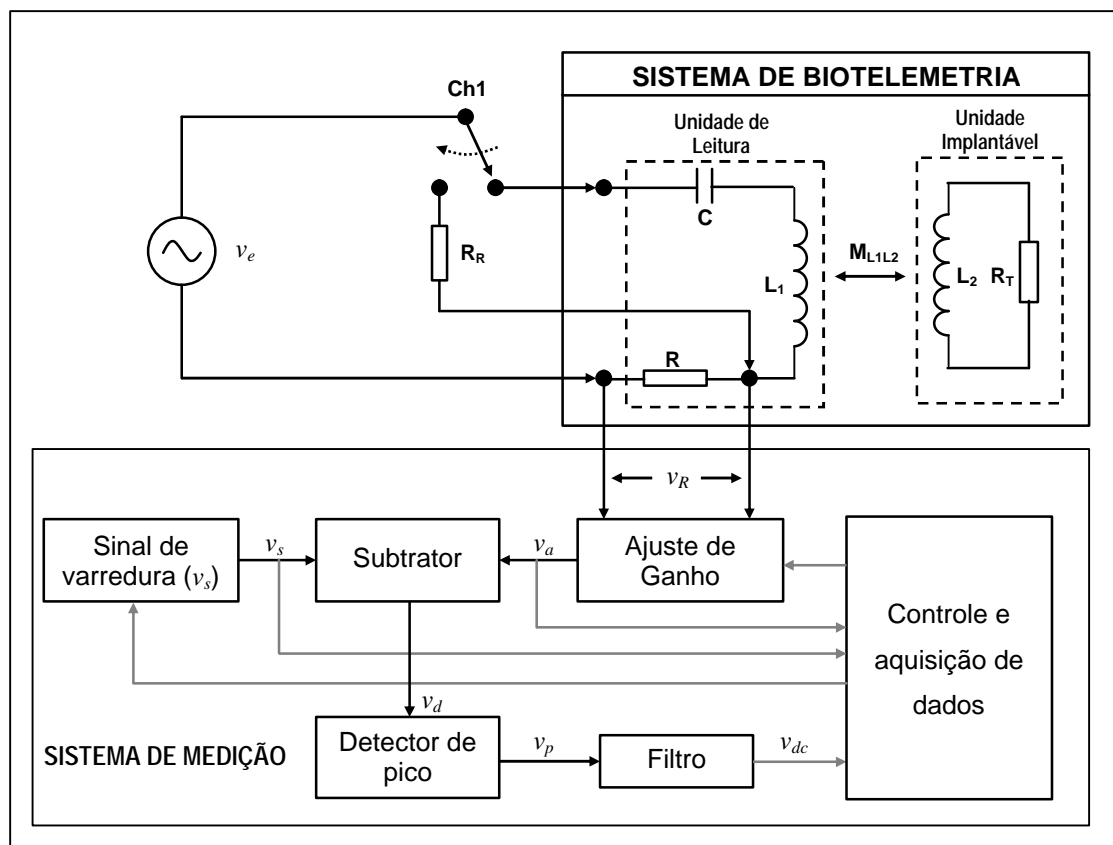 SISTEMA DE BIOTELEMETRIA
Ch1
Unidade de
Leitura
Unidade
Implantável
C
v_e
R_R
L_1
M_L1L2
L_2
R_T
R
v_R
Sinal de
varredura (v_s)
v_s
Subtrator
v_a
Ajuste de
Ganho
Controle e
aquisição de
dados
v_d
SISTEMA DE MEDIÇÃO
Detector de
pico
v_p
Filtro
v_dc